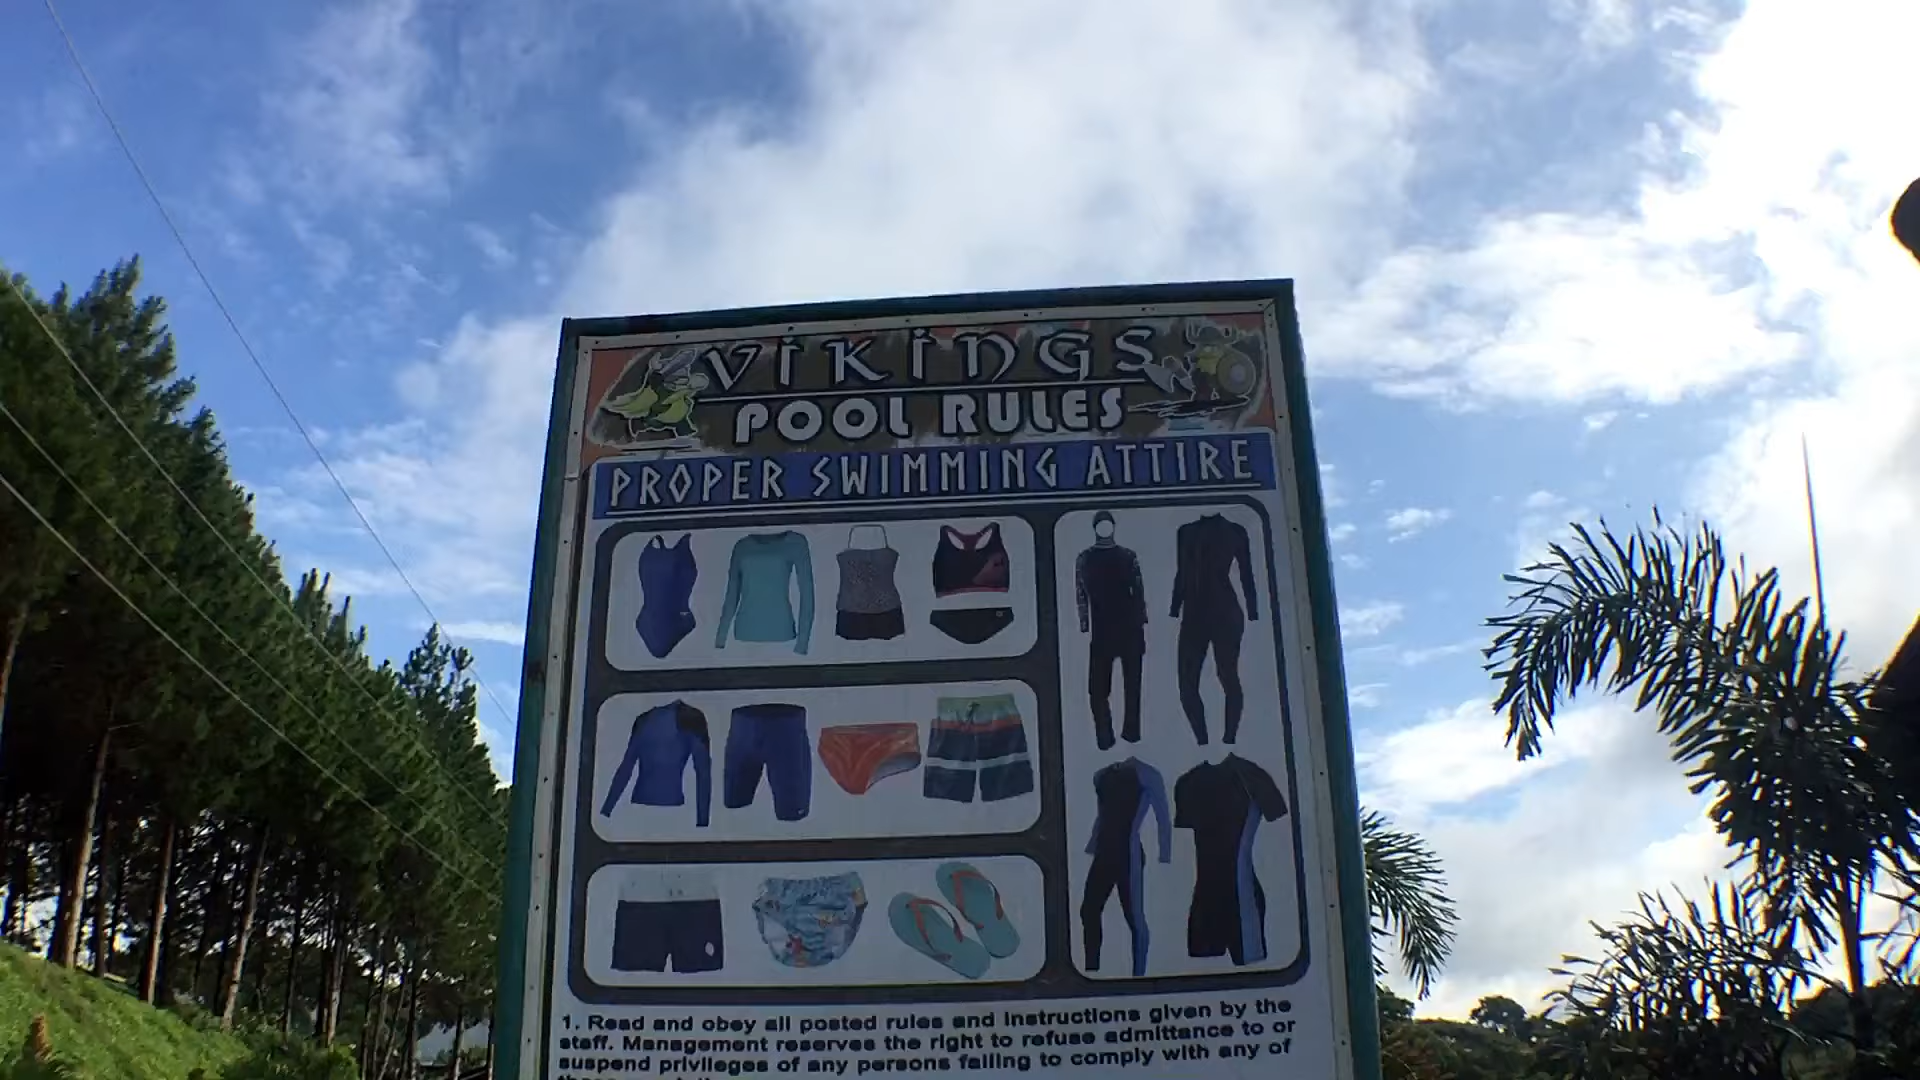 VIKINGS
POOL RULES
PROPER SWIMMING ATTIRE
1. Read and obey all posted rules and instructions given by the
staff. Management reserves the right to refuse admittance to or
suspend privileges of any persons failing to comply with any of